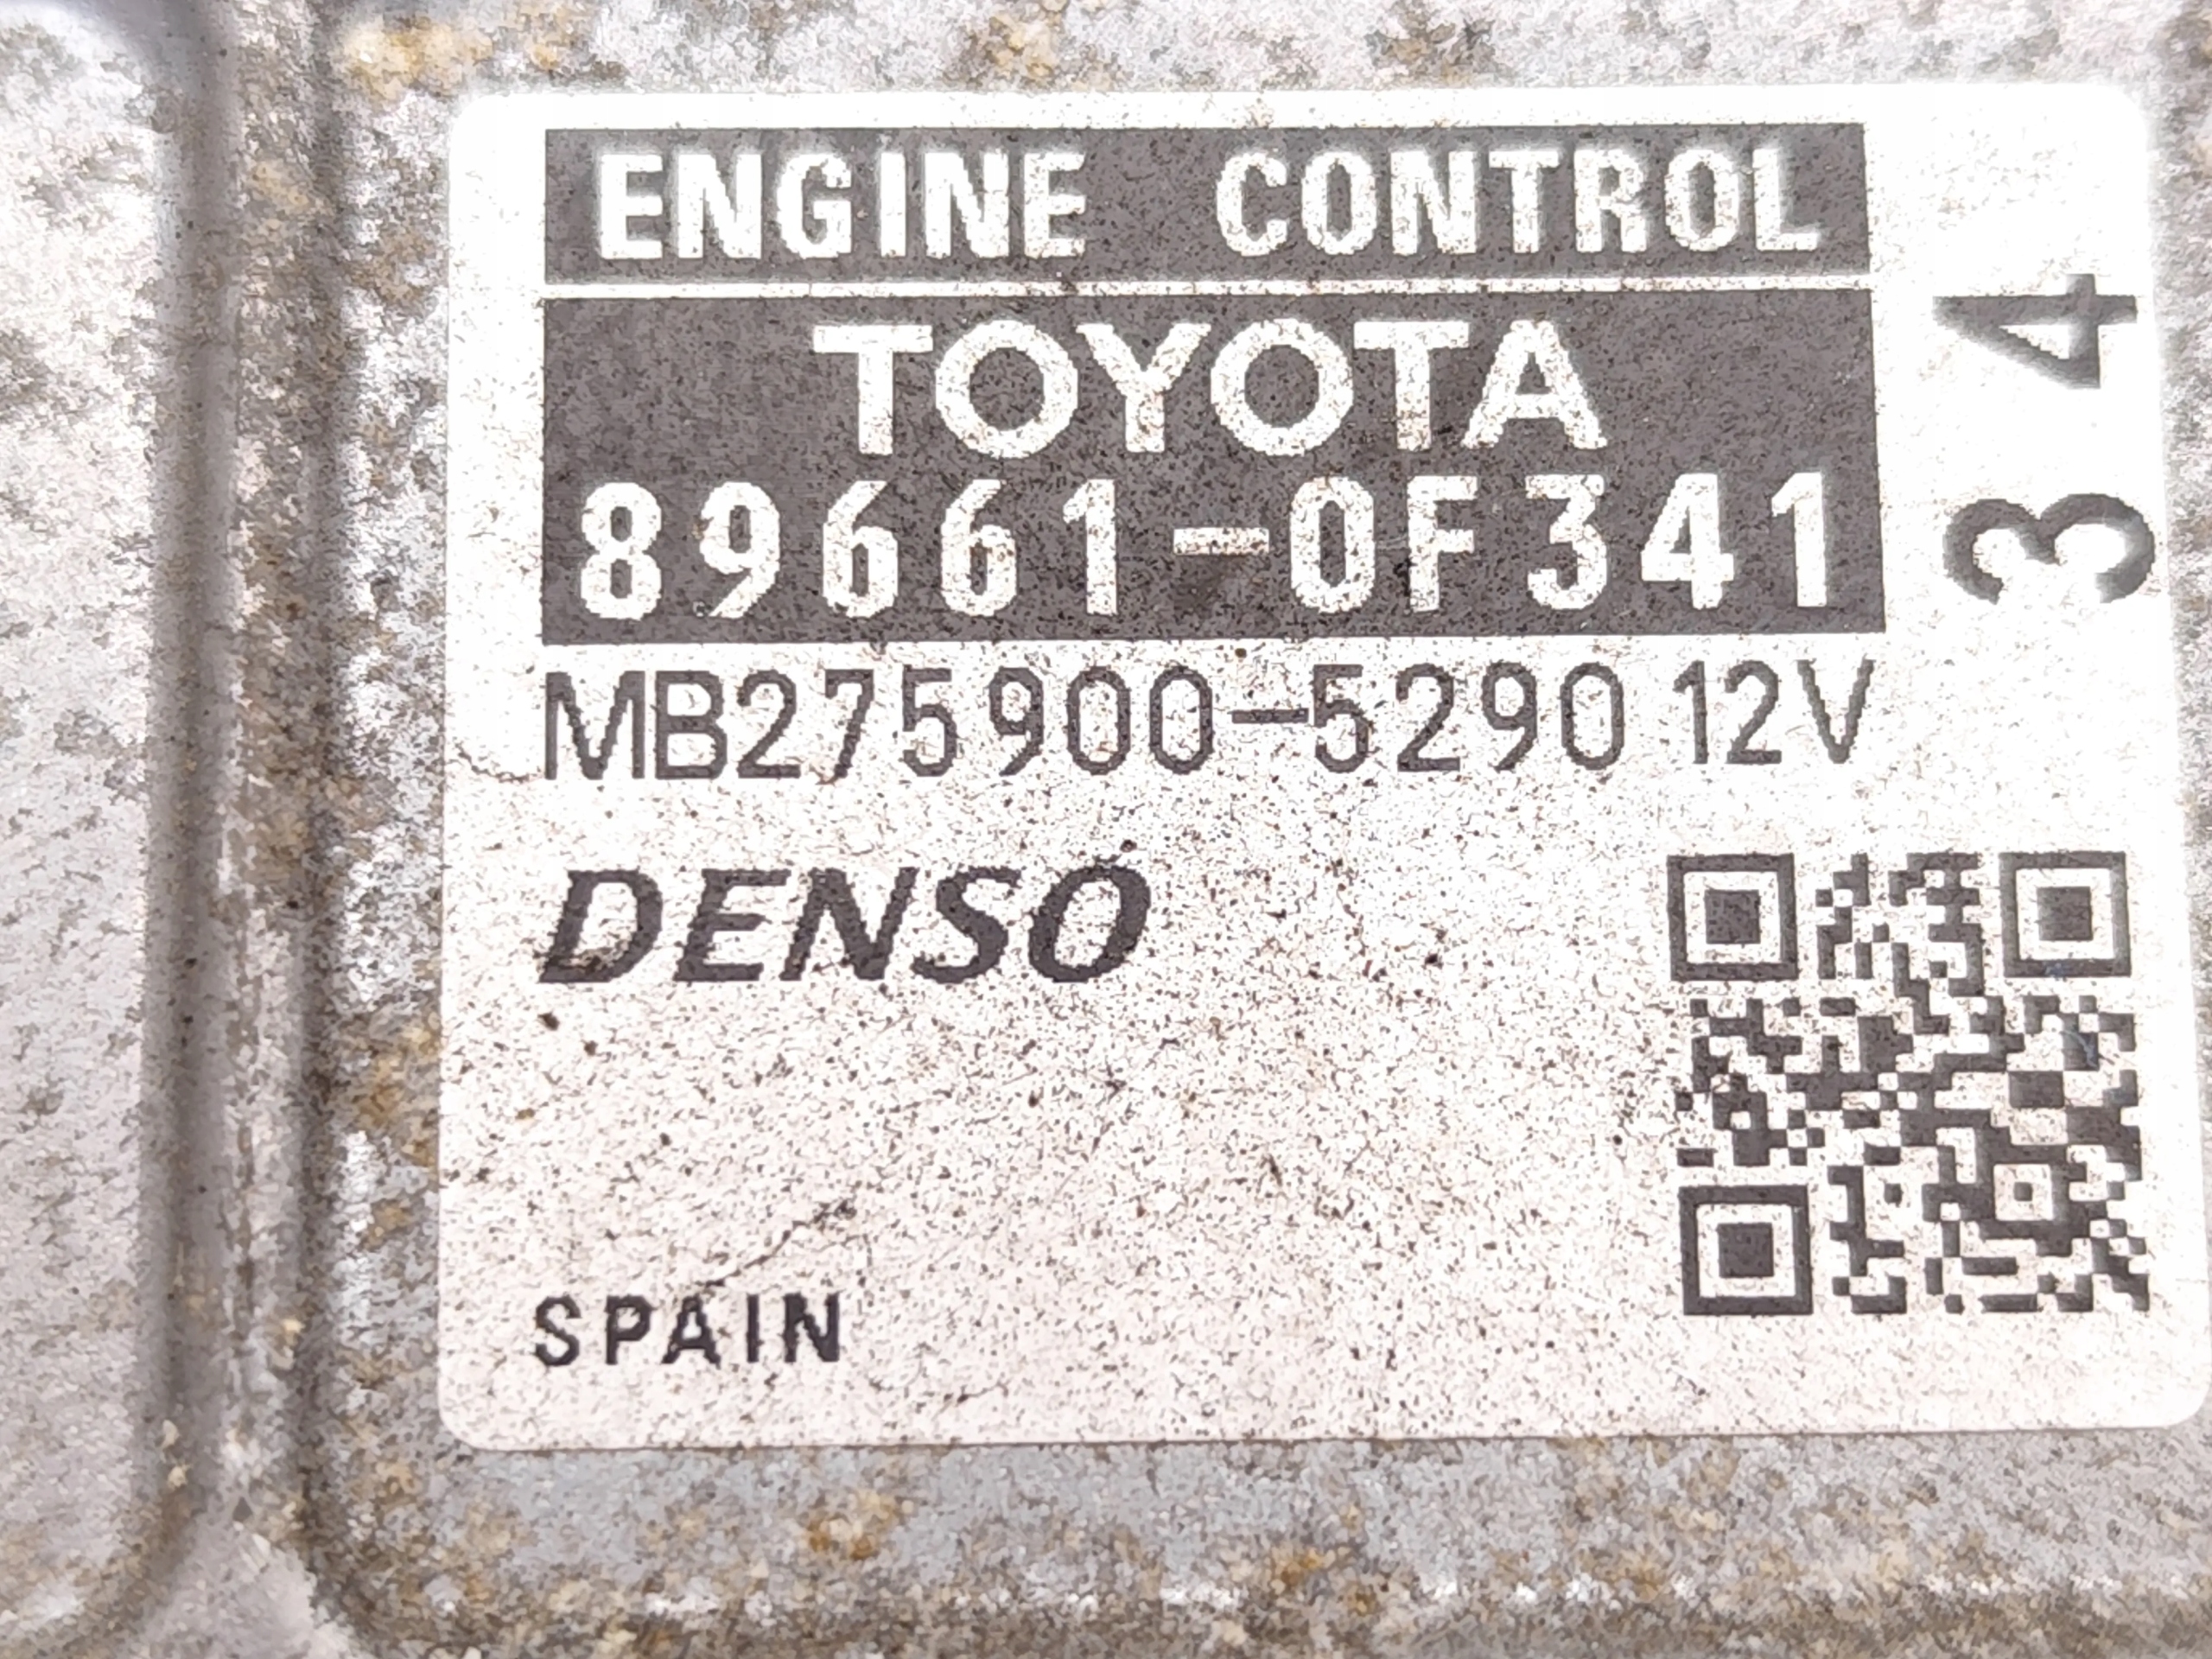 ENGINE CONTROL
TOYOTA
89661-0F341
MB275900-5290 12V
DENSO
SPAIN
34